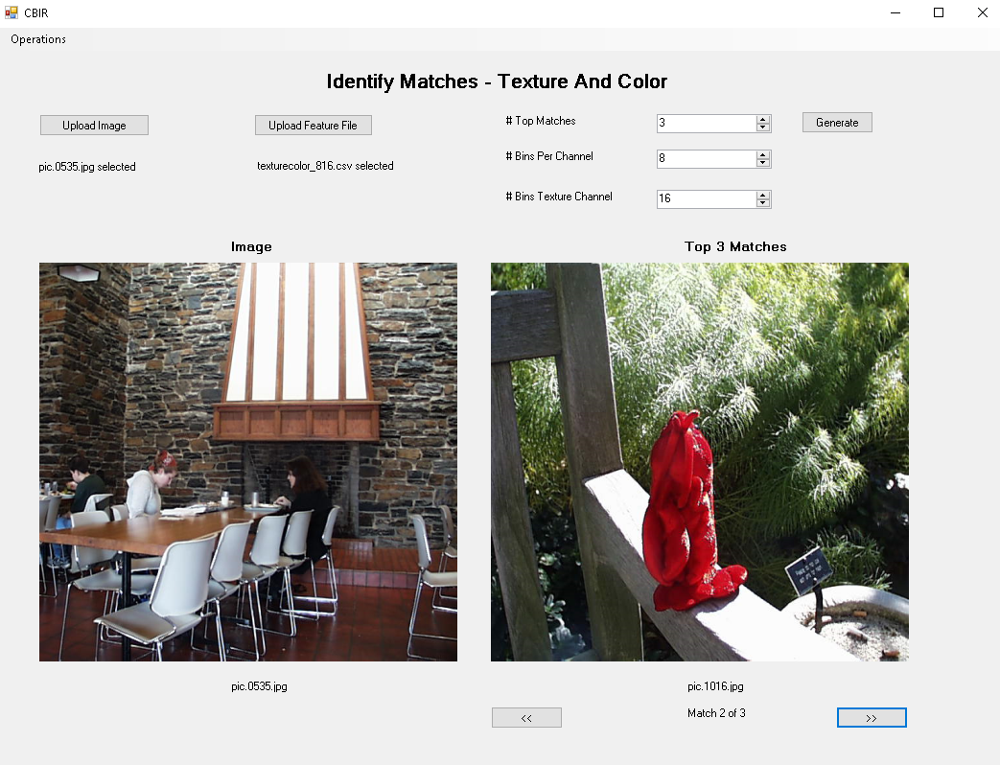 CBIR
Operations
Identify Matches - Texture And Color
Upload Image
Upload Feature File
# Top Matches
3
Generate
pic.0535.jpg selected
texturecolor_816.csv selected
# Bins Per Channel
8
# Bins Texture Channel
16
Image
Top 3 Matches
pic.0535.jpg
pic.1016.jpg
<<
Match 2 of 3
>>